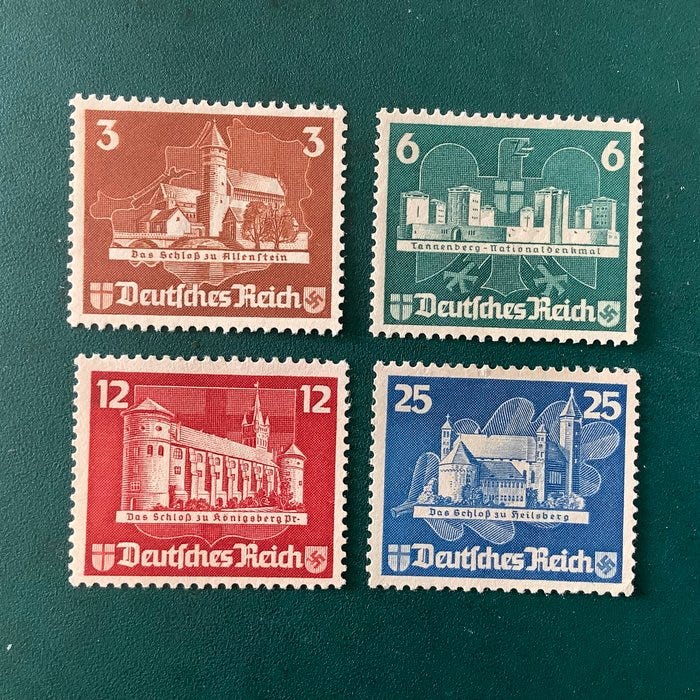 3 3
Das Schloß zu Allenstein
Deutsches Reich
6 6
Tannenberg-Nationaldenkmal
Deutsches Reich
12 12
Das Schloß zu Königsberg Pr-
Deutsches Reich
25 25
Das Schloß zu Heilsberg
Deutsches Reich